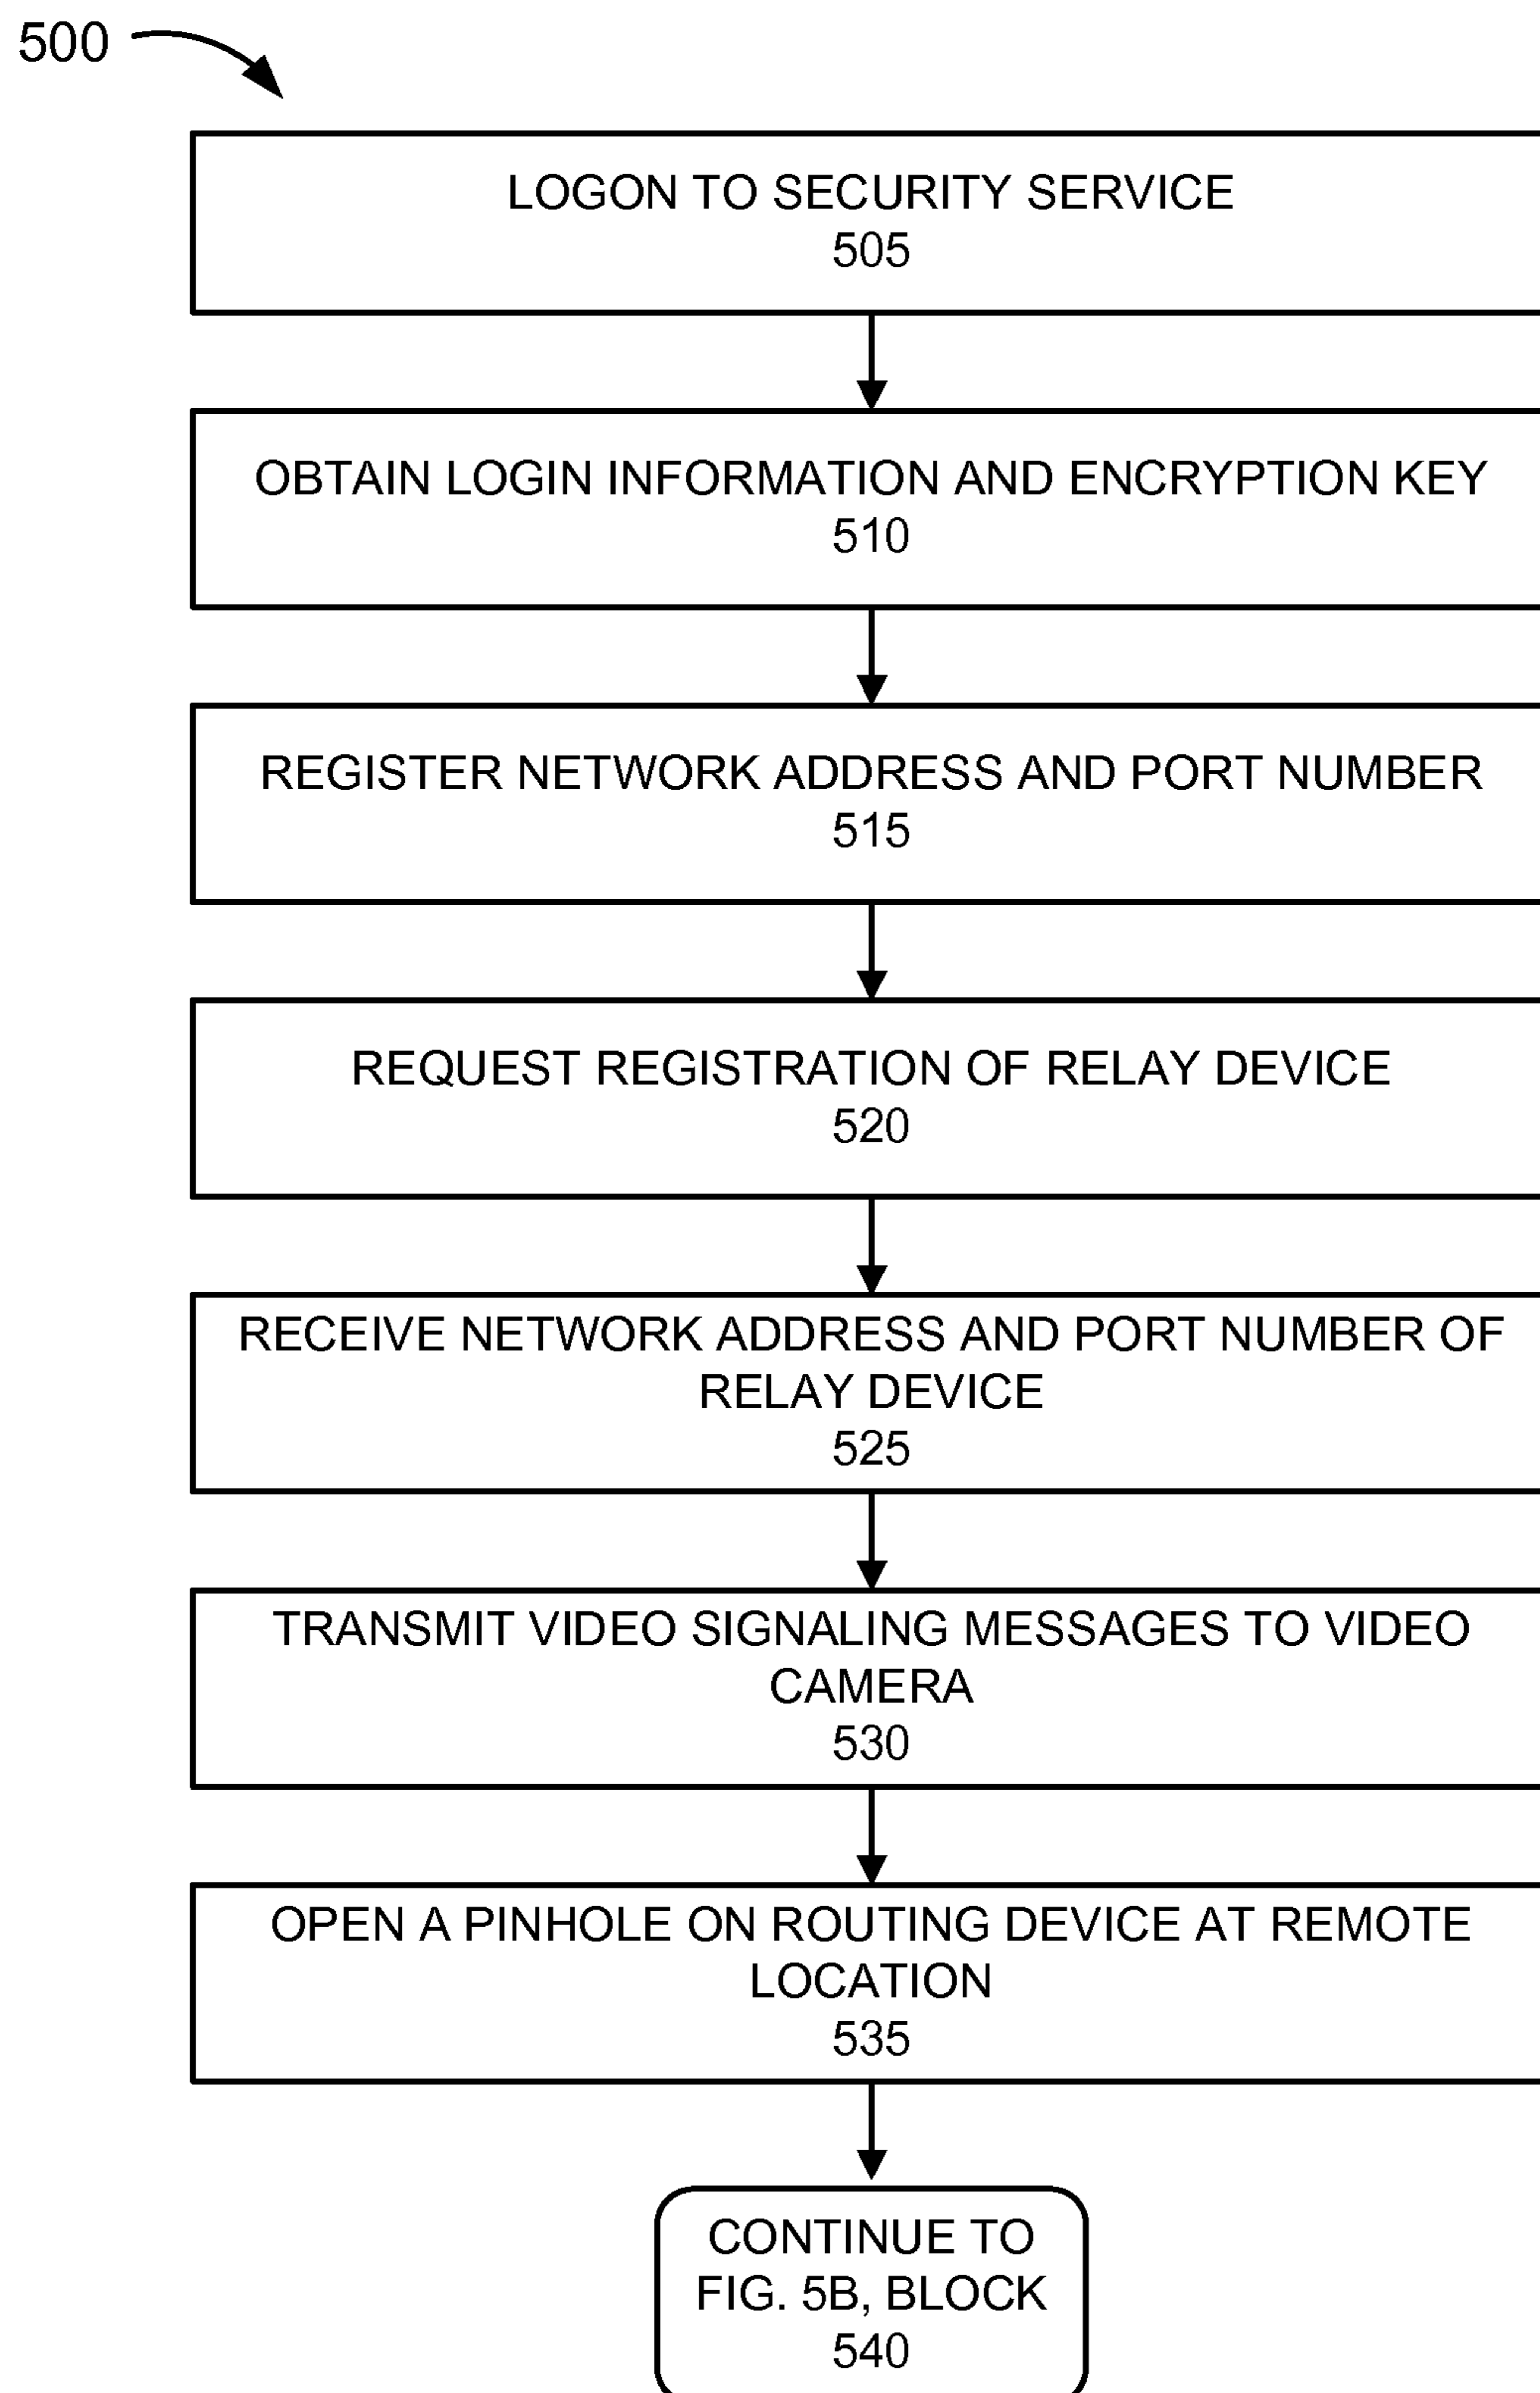 500
LOGON TO SECURITY SERVICE
505
OBTAIN LOGIN INFORMATION AND ENCRYPTION KEY
510
REGISTER NETWORK ADDRESS AND PORT NUMBER
515
REQUEST REGISTRATION OF RELAY DEVICE
520
RECEIVE NETWORK ADDRESS AND PORT NUMBER OF
RELAY DEVICE
525
TRANSMIT VIDEO SIGNALING MESSAGES TO VIDEO
CAMERA
530
OPEN A PINHOLE ON ROUTING DEVICE AT REMOTE
LOCATION
535
CONTINUE TO
FIG. 5B, BLOCK
540